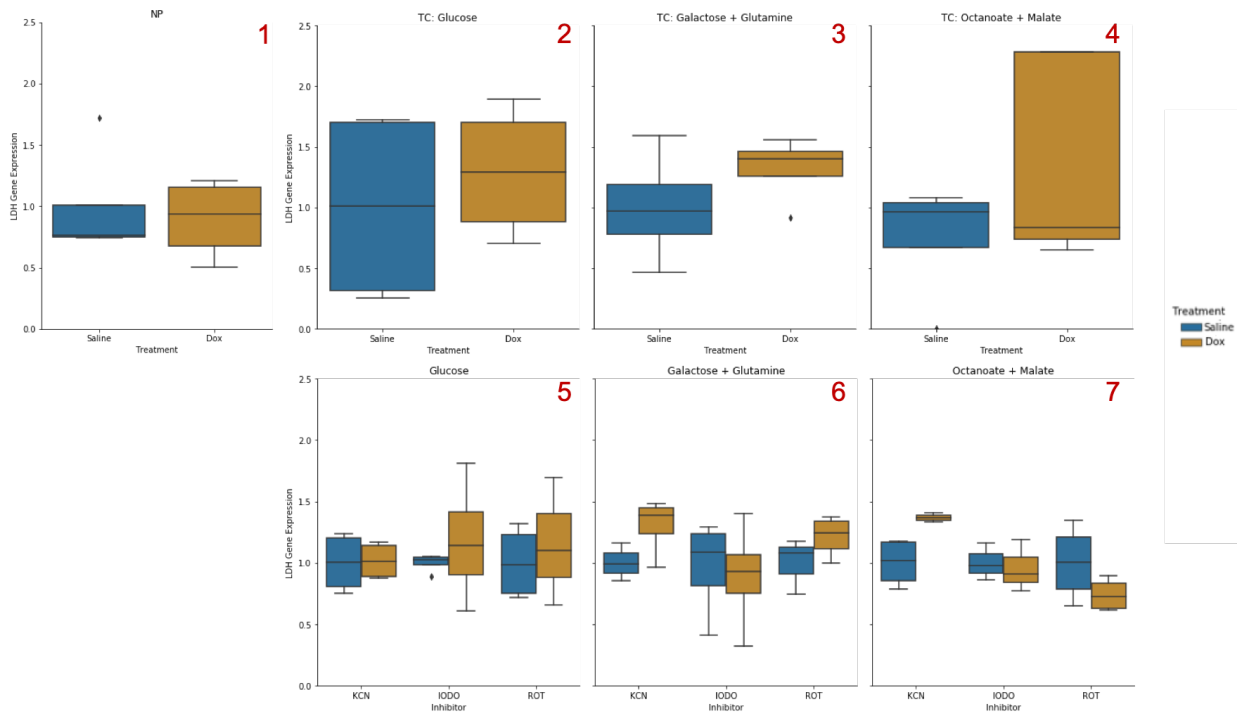 NP
1
2.5
2.0
1.5
1.0
0.5
0.0
LDH Gene Expression
Saline
Dox
Treatment
TC: Glucose
2
2.5
2.0
1.5
1.0
0.5
0.0
LDH Gene Expression
Saline
Dox
Treatment
TC: Galactose + Glutamine
3
Saline
Dox
Treatment
TC: Octanoate + Malate
4
Saline
Dox
Treatment
Treatment
Saline
Dox
Glucose
5
2.5
2.0
1.5
1.0
0.5
0.0
LDH Gene Expression
KCN
IODO
ROT
Inhibitor
Galactose + Glutamine
6
KCN
IODO
ROT
Inhibitor
Octanoate + Malate
7
KCN
IODO
ROT
Inhibitor